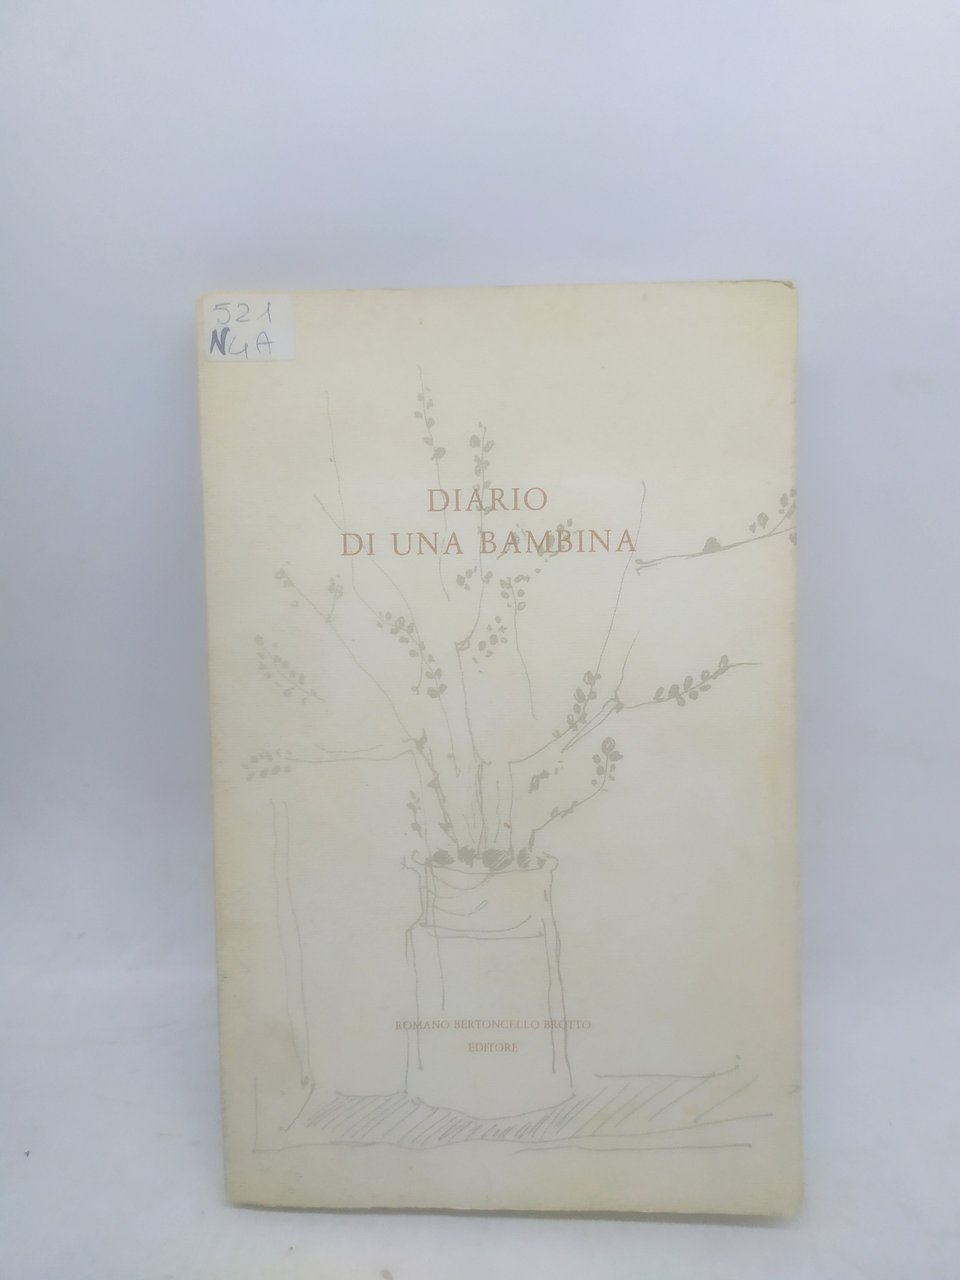 521
N4A
DIARIO
DI UNA BAMBINA
ROMANO BERTONCELLO BROTTO
EDITORE